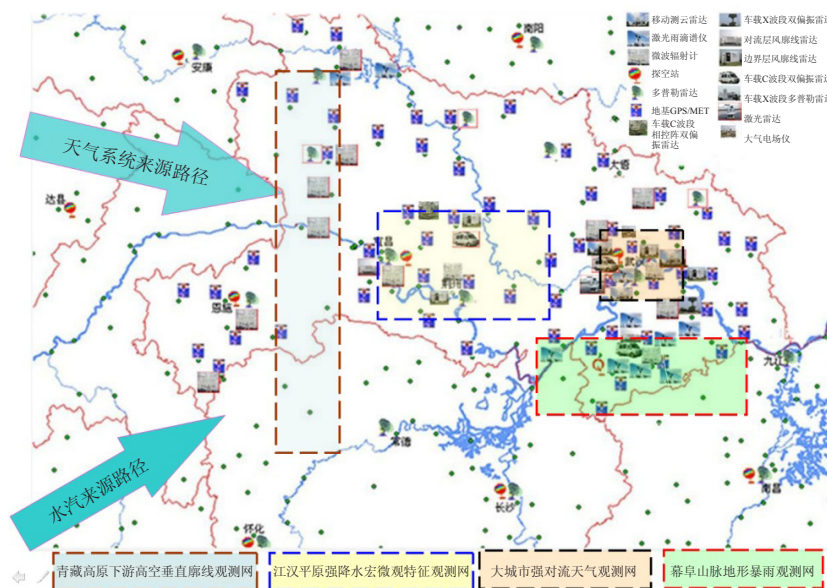 南阳
安康
天气系统来源路径
达县
大悟
宜昌
荆州
武汉
恩施
九江
常德
长沙
南昌
怀化
水汽来源路径
移动测云雷达
激光雨滴谱仪
微波辐射计
探空站
多普勒雷达
地基GPS/MET
车载C波段
相控阵双偏
振雷达
车载X波段双偏振雷达
对流层风廓线雷达
边界层风廓线雷达
车载C波段双偏振雷达
车载X波段多普勒雷达
激光雷达
大气电场仪
青藏高原下游高空垂直廓线观测网
江汉平原强降水宏微观特征观测网
大城市强对流天气观测网
幕阜山脉地形暴雨观测网